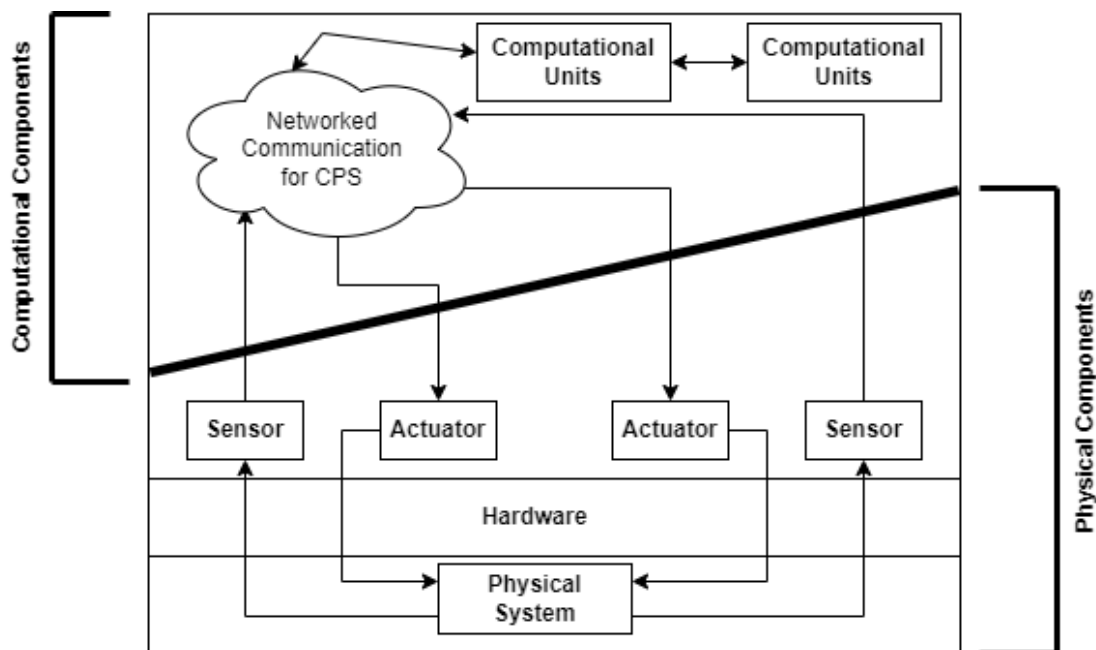 Computational Components
Computational
Units
Computational
Units
Networked
Communication
for CPS
Physical Components
Sensor
Actuator
Actuator
Sensor
Hardware
Physical
System